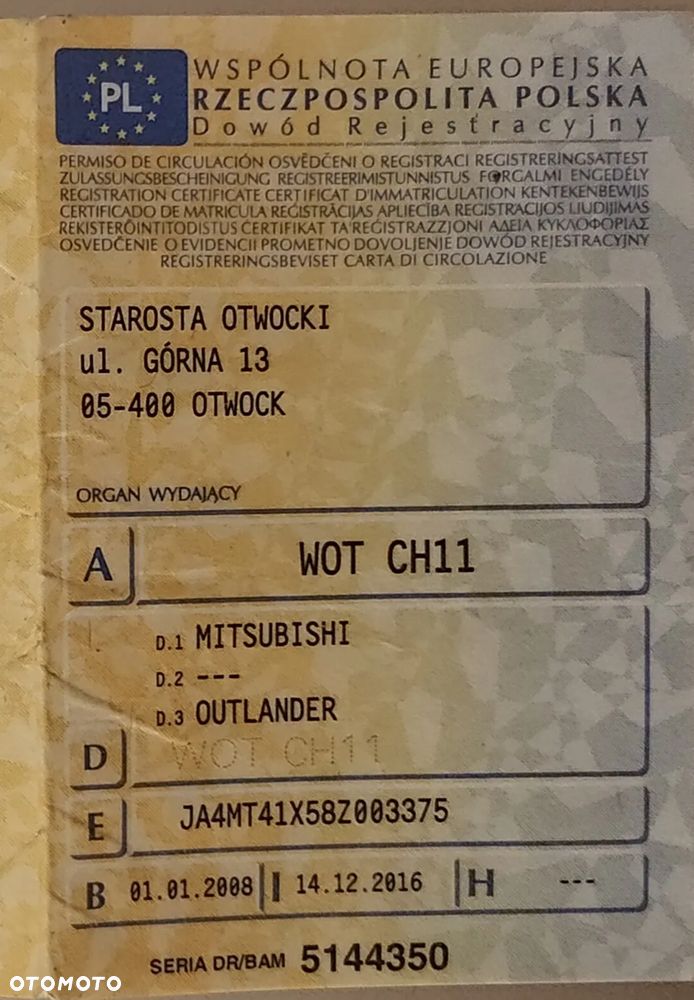 PL
WSPÓLNOTA EUROPEJSKA
RZECZPOSPOLITA POLSKA
Dowód Rejestracyjny
PERMISO DE CIRCULACIÓN OSVĚDČENI O REGISTRACI REGISTRERINGSATTEST
ZULASSUNGSBESCHEINIGUNG REGISTREERIMISTUNNISTUS FORGALMI ENGEDÉLY
REGISTRATION CERTIFICATE CERTIFICAT D'IMMATRICULATION KENTEKENBEWIJS
CERTIFICADO DE MATRICULA REĢISTRĀCIJAS APLIECĪBA REGISTRACIJOS LIUDIJIMAS
REKISTERÖINTITODISTUS ĊERTIFIKAT TA'REĠISTRAZZJONI ΑΔΕΙΑ ΚΥΚΛΟΦΟΡΙΑΣ
OSVEDČENIE O EVIDENCII PROMETNO DOVOLJENJE DOWÓD REJESTRACYJNY
REGISTRERINGSBEVISET CARTA DI CIRCOLAZIONE
STAROSTA OTWOCKI
ul. GÓRNA 13
05-400 OTWOCK
ORGAN WYDAJĄCY
A WOT CH11
D.1 MITSUBISHI
D.2 ---
D.3 OUTLANDER
D WOT CH11
E JA4MT41X58Z003375
B 01.01.2008 I 14.12.2016 H ---
SERIA DR/BAM 5144350
OTOMOTO